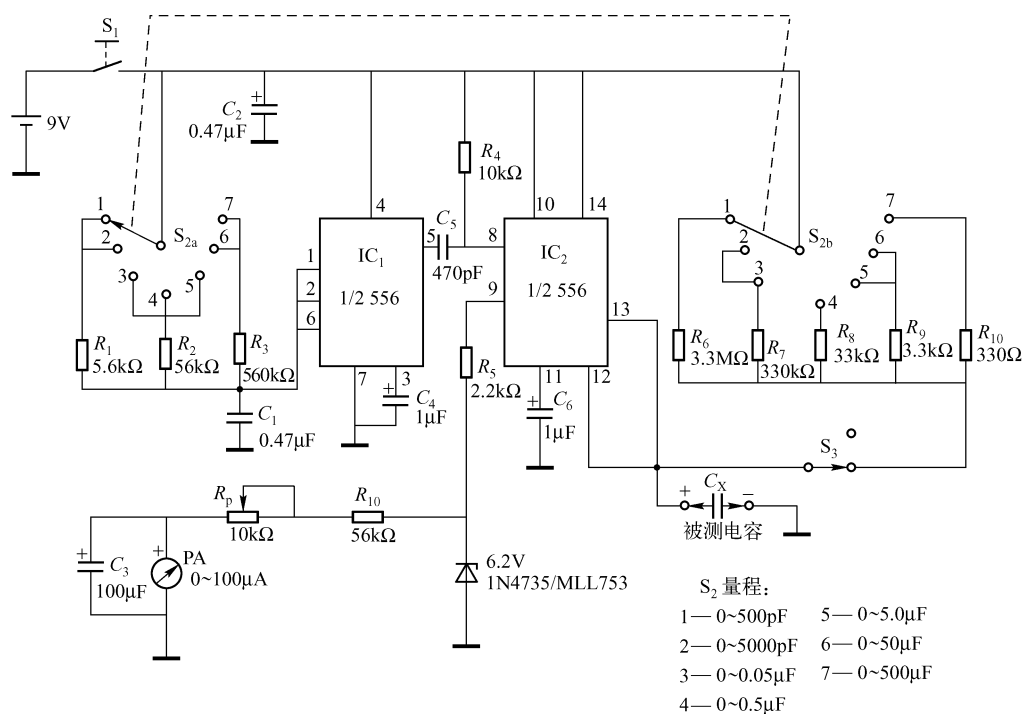 S1
9V
C2
0.47μF
R4
10kΩ
1
2
3
4
5
6
7
S2a
R1
5.6kΩ
R2
56kΩ
R3
560kΩ
C1
0.47μF
4
1
2
6
5
7
3
IC1
1/2 556
C4
1μF
C5
470pF
10
14
8
9
13
11
12
IC2
1/2 556
R5
2.2kΩ
C6
1μF
1
2
3
4
5
6
7
S2b
R6
3.3MΩ
R7
330kΩ
R8
33kΩ
R9
3.3kΩ
R10
330Ω
S3
+ CX −
被测电容
Rp
10kΩ
R10
56kΩ
C3
100μF
PA
0~100μA
6.2V
1N4735/MLL753
S2 量程：
1— 0~500pF
2— 0~5000pF
3— 0~0.05μF
4— 0~0.5μF
5— 0~5.0μF
6— 0~50μF
7— 0~500μF